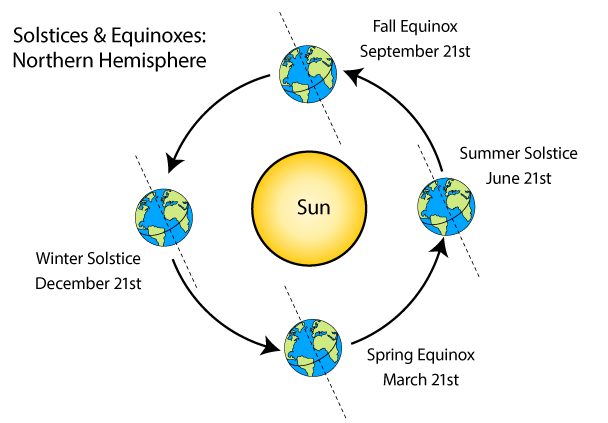 Solstices & Equinoxes:
Northern Hemisphere
Fall Equinox
September 21st
Summer Solstice
June 21st
Sun
Winter Solstice
December 21st
Spring Equinox
March 21st